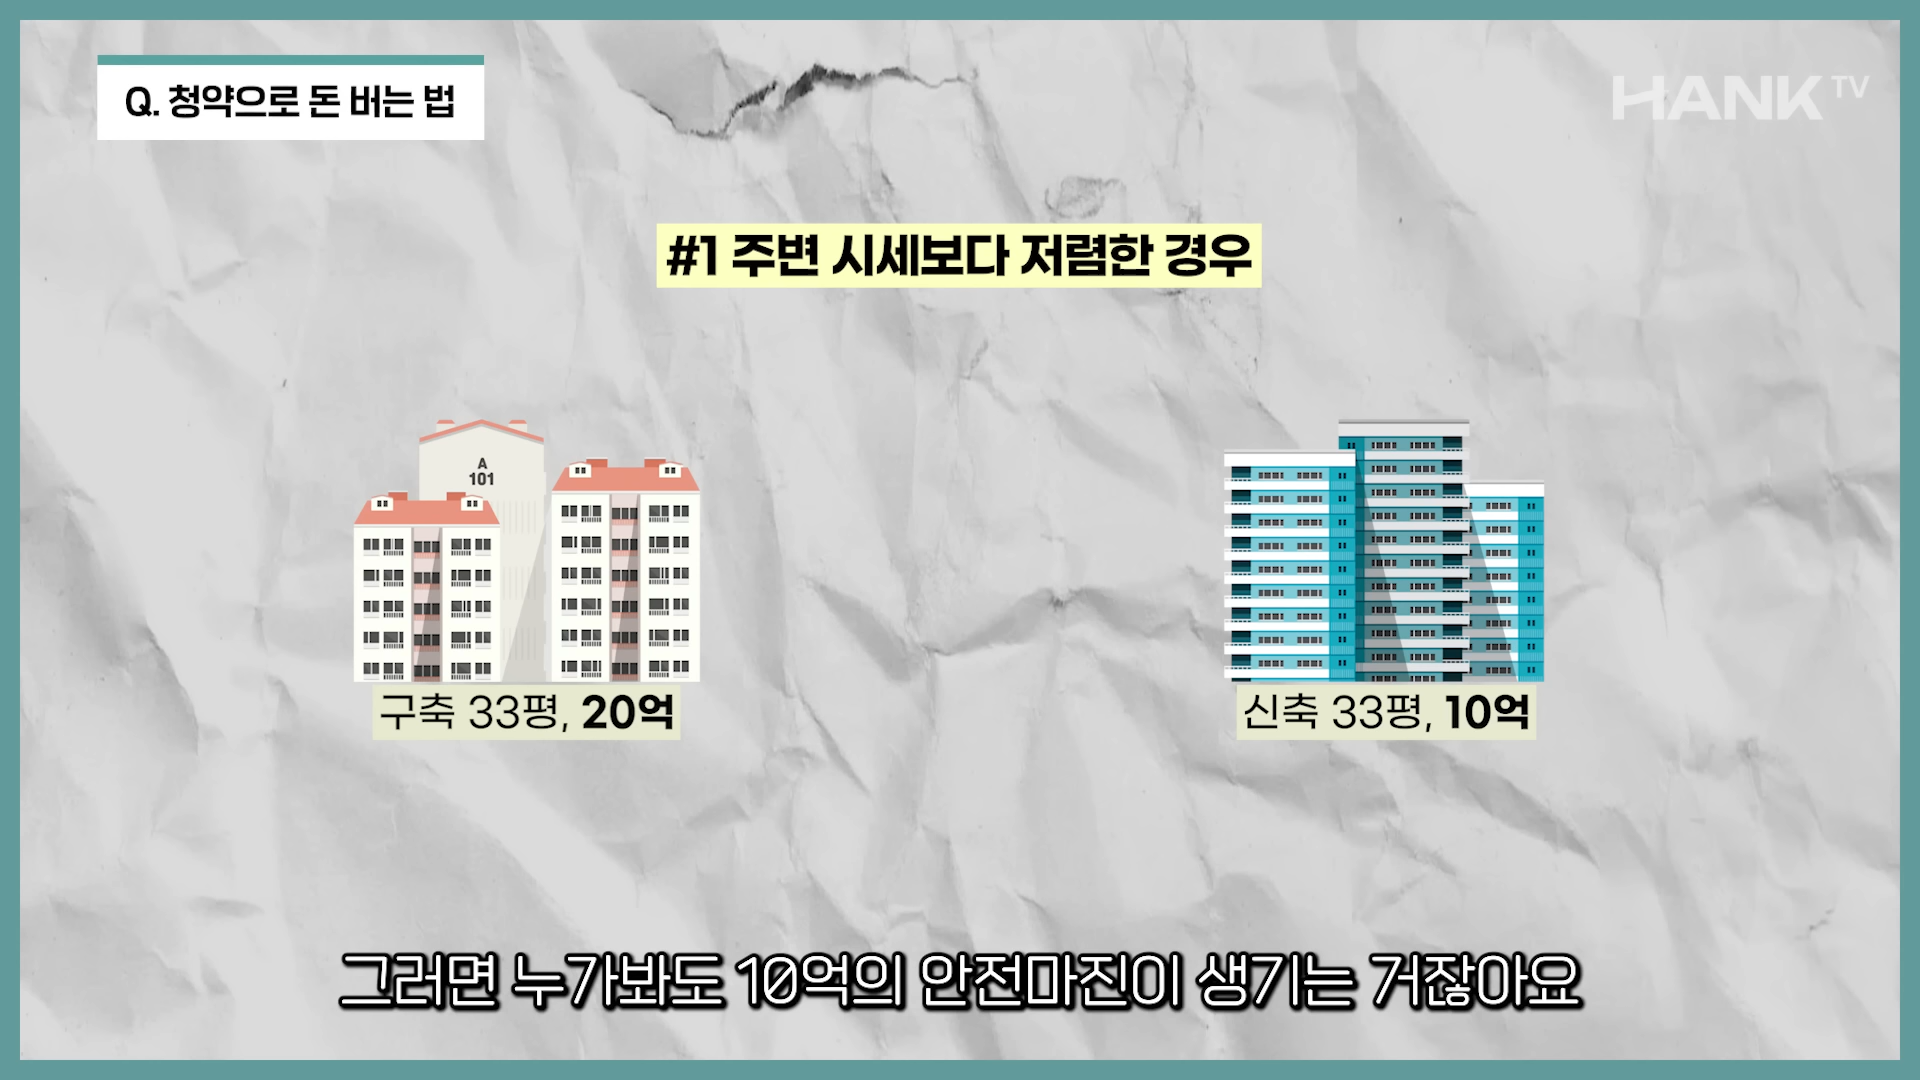 Q. 청약으로 돈 버는 법
HANK TV
#1 주변 시세보다 저렴한 경우
A
101
구축 33평, 20억
신축 33평, 10억
그러면 누가봐도 10억의 안전마진이 생기는 거잖아요